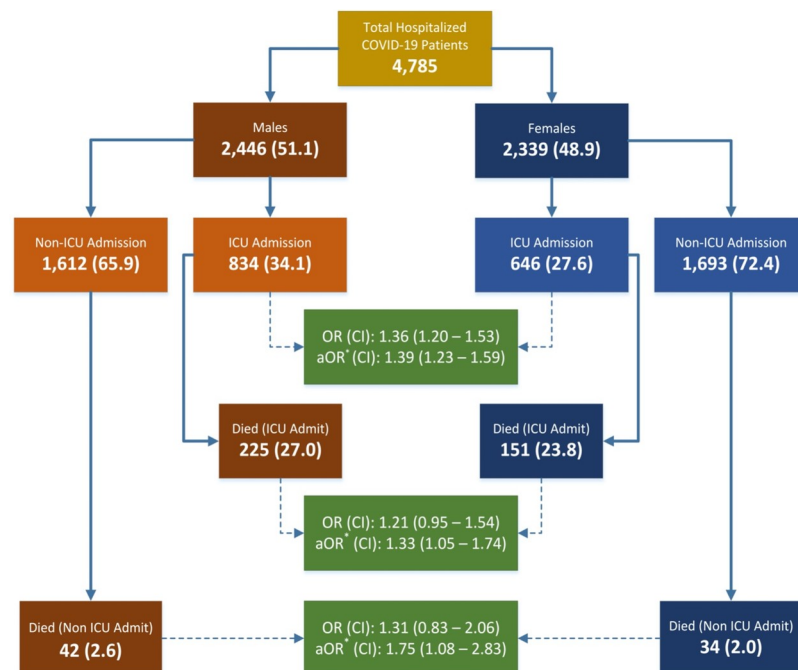 Total Hospitalized
COVID-19 Patients
4,785
Males
2,446 (51.1)
Females
2,339 (48.9)
Non-ICU Admission
1,612 (65.9)
ICU Admission
834 (34.1)
ICU Admission
646 (27.6)
Non-ICU Admission
1,693 (72.4)
OR (CI): 1.36 (1.20 – 1.53)
aOR* (CI): 1.39 (1.23 – 1.59)
Died (ICU Admit)
225 (27.0)
Died (ICU Admit)
151 (23.8)
OR (CI): 1.21 (0.95 – 1.54)
aOR* (CI): 1.33 (1.05 – 1.74)
Died (Non ICU Admit)
42 (2.6)
OR (CI): 1.31 (0.83 – 2.06)
aOR* (CI): 1.75 (1.08 – 2.83)
Died (Non ICU Admit)
34 (2.0)